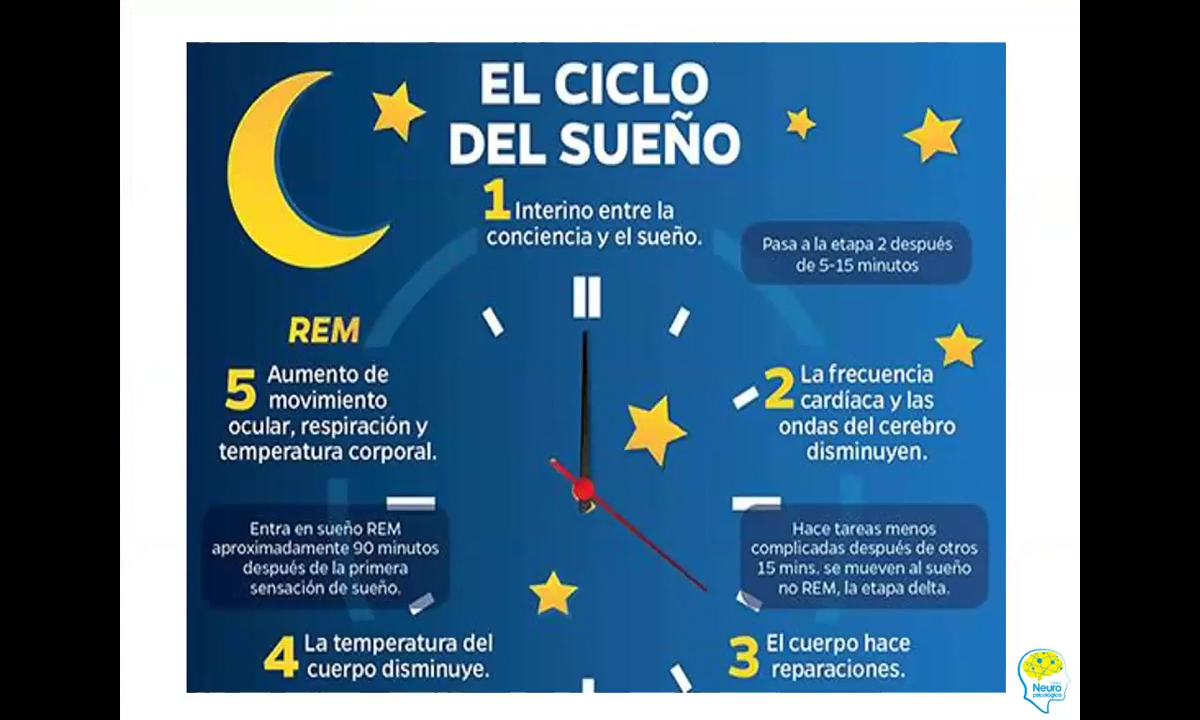 EL CICLO
DEL SUEÑO
1 Interino entre la
conciencia y el sueño.
Pasa a la etapa 2 después
de 5-15 minutos
2 La frecuencia
cardíaca y las
ondas del cerebro
disminuyen.
Hace tareas menos
complicadas después de otros
15 mins. se mueven al sueño
no REM, la etapa delta.
3 El cuerpo hace
reparaciones.
4 La temperatura del
cuerpo disminuye.
REM
5 Aumento de
movimiento
ocular, respiración y
temperatura corporal.
Entra en sueño REM
aproximadamente 90 minutos
después de la primera
sensación de sueño.
Neuro
psicológico